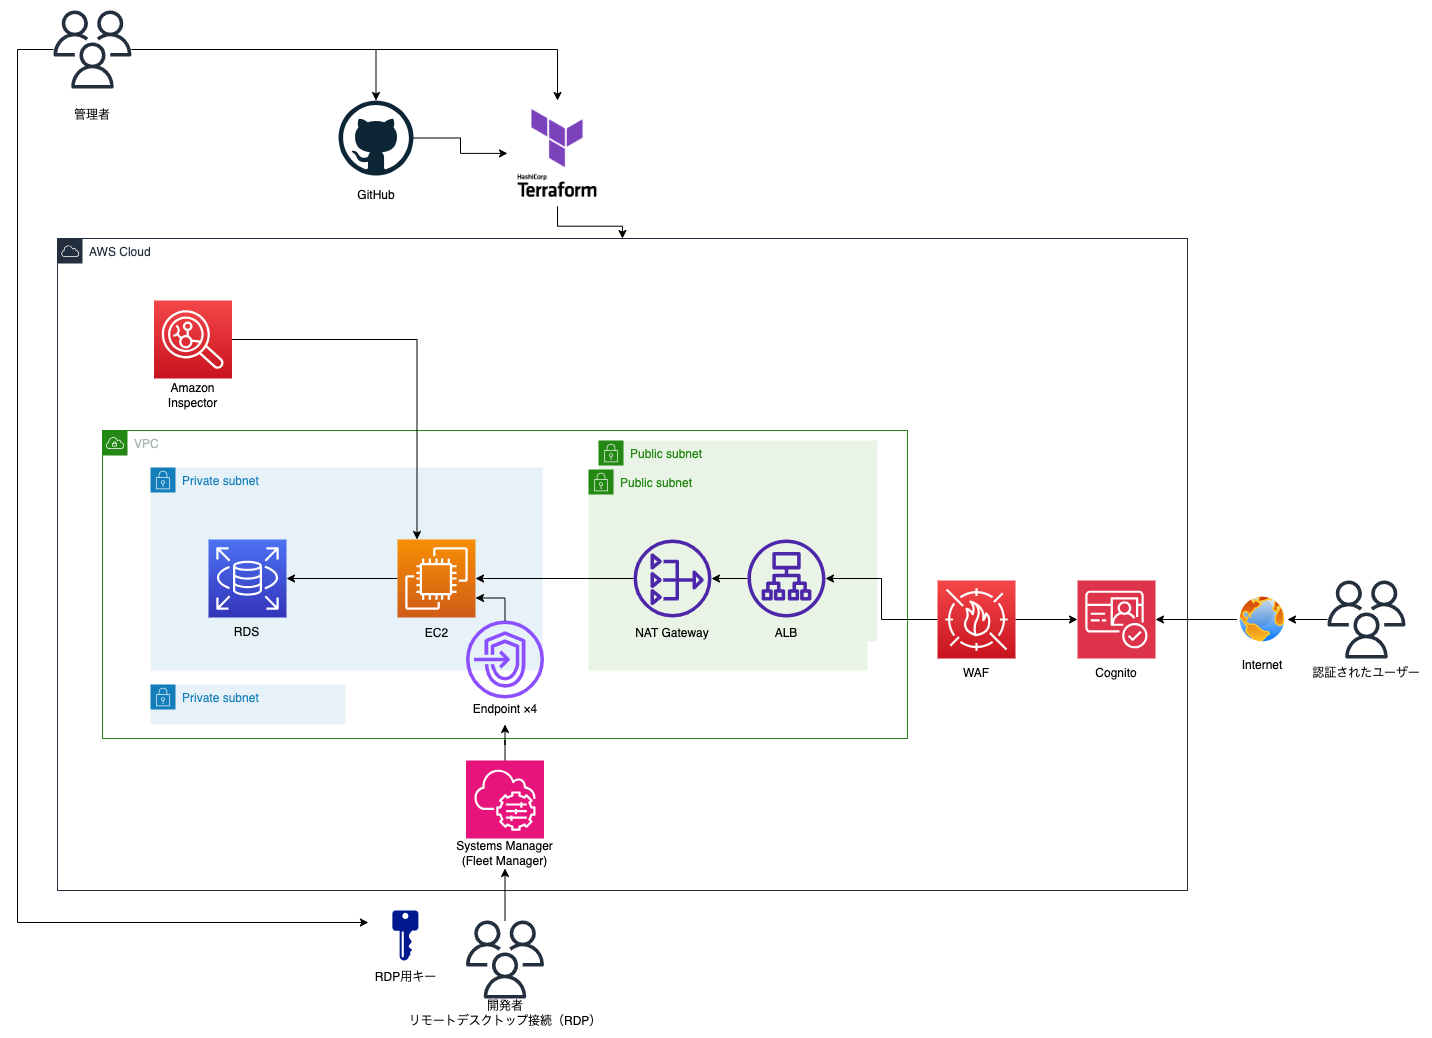 管理者
GitHub
HashiCorp
Terraform
AWS Cloud
Amazon
Inspector
VPC
Public subnet
Public subnet
Private subnet
RDS
EC2
NAT Gateway
ALB
WAF
Cognito
Internet
認証されたユーザー
Private subnet
Endpoint ×4
Systems Manager
(Fleet Manager)
RDP用キー
開発者
リモートデスクトップ接続（RDP）